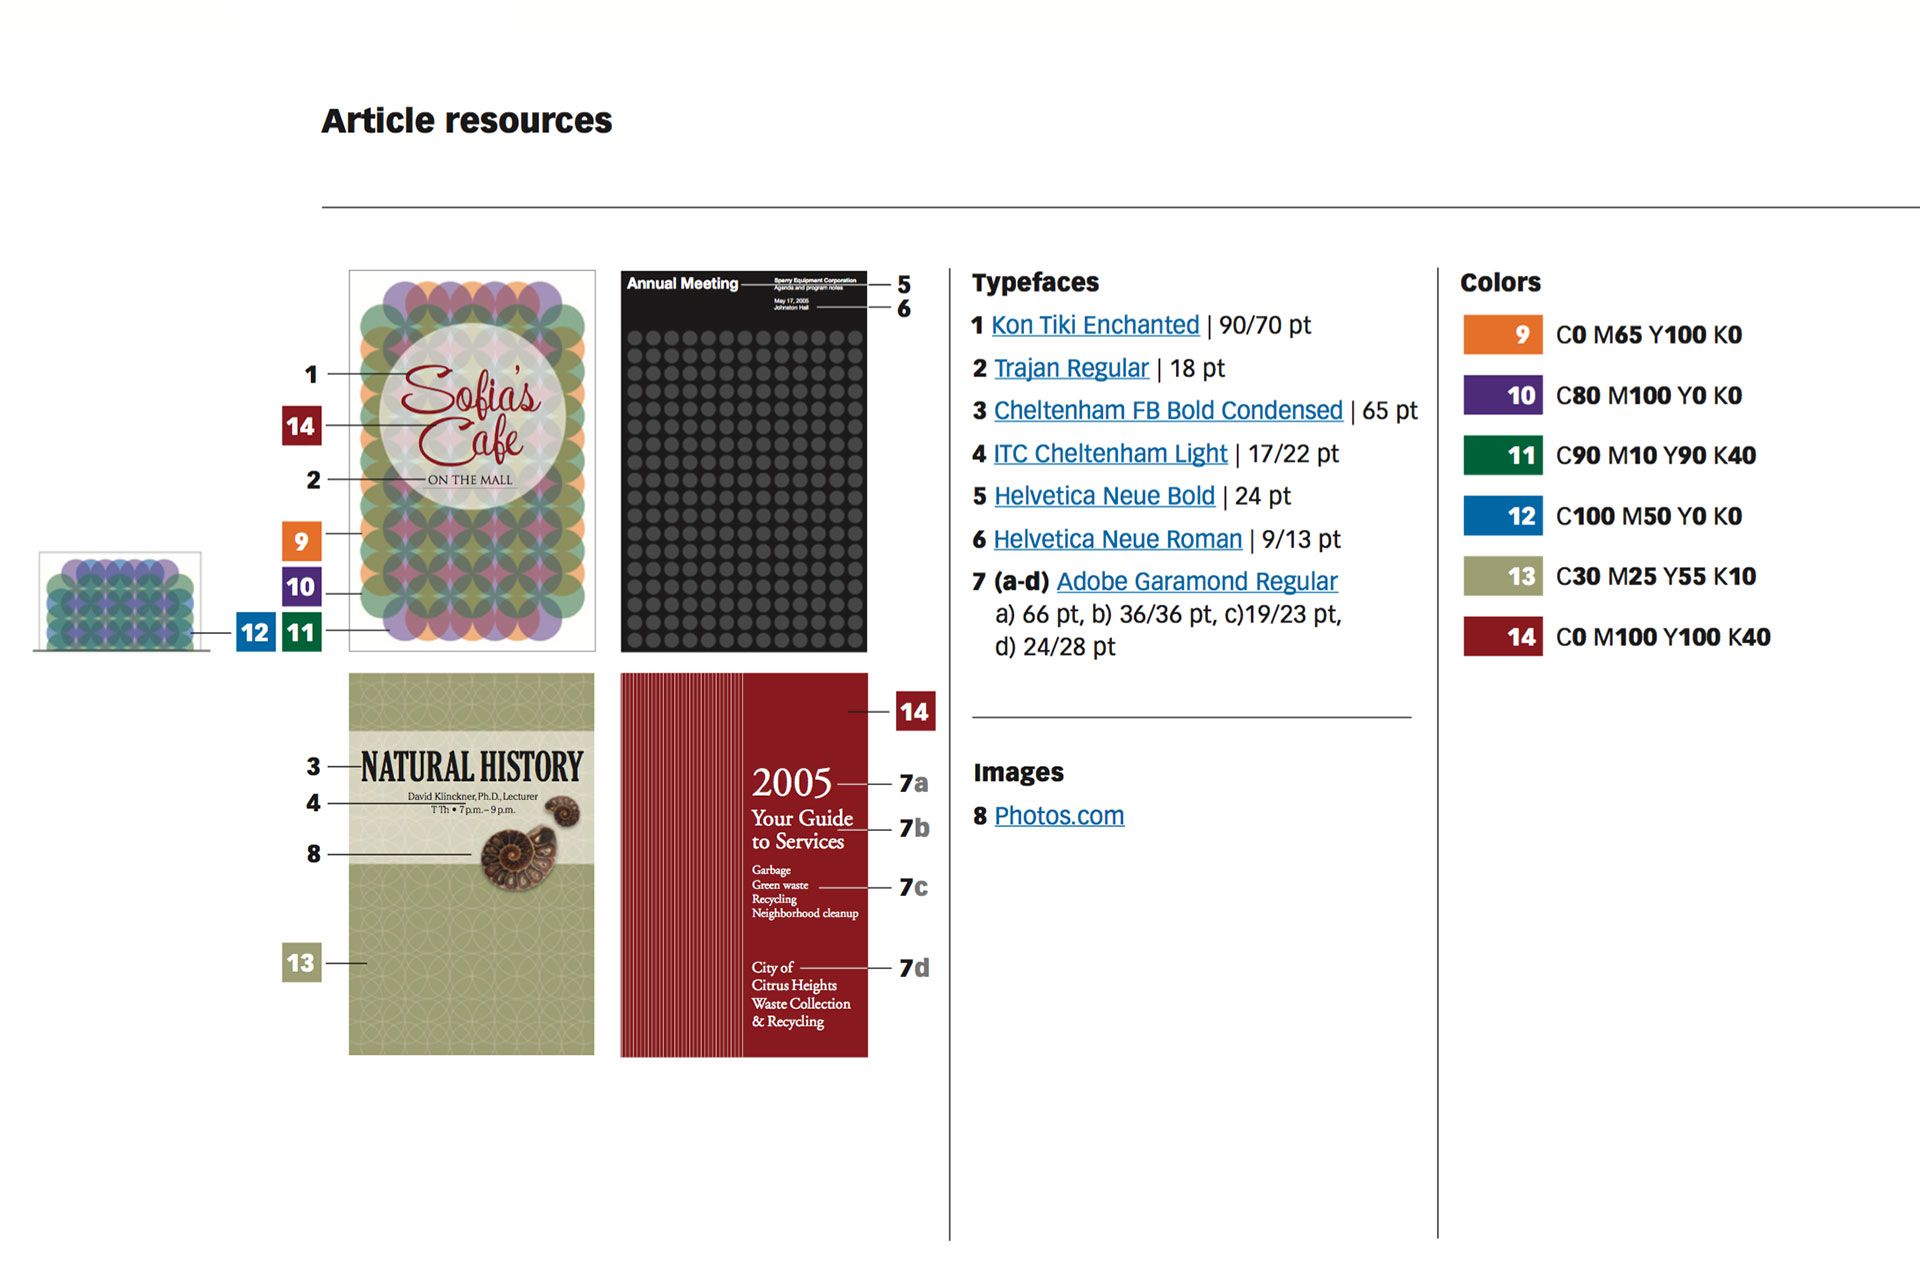 Article resources
1
14
2
9
10
12 11
Sofia's
Cafe
ON THE MALL
Annual Meeting
Sperry Equipment Corporation
Agenda and program notes
May 17, 2005
Johnston Hall
5
6
3
4
8
13
NATURAL HISTORY
David Klinckner, Ph.D., Lecturer
T Th • 7 p.m. – 9 p.m.
2005
Your Guide
to Services
Garbage
Green waste
Recycling
Neighborhood cleanup
City of
Citrus Heights
Waste Collection
& Recycling
14
7a
7b
7c
7d
Typefaces
1 Kon Tiki Enchanted | 90/70 pt
2 Trajan Regular | 18 pt
3 Cheltenham FB Bold Condensed | 65 pt
4 ITC Cheltenham Light | 17/22 pt
5 Helvetica Neue Bold | 24 pt
6 Helvetica Neue Roman | 9/13 pt
7 (a-d) Adobe Garamond Regular
a) 66 pt, b) 36/36 pt, c)19/23 pt,
d) 24/28 pt
Images
8 Photos.com
Colors
9 C0 M65 Y100 K0
10 C80 M100 Y0 K0
11 C90 M10 Y90 K40
12 C100 M50 Y0 K0
13 C30 M25 Y55 K10
14 C0 M100 Y100 K40